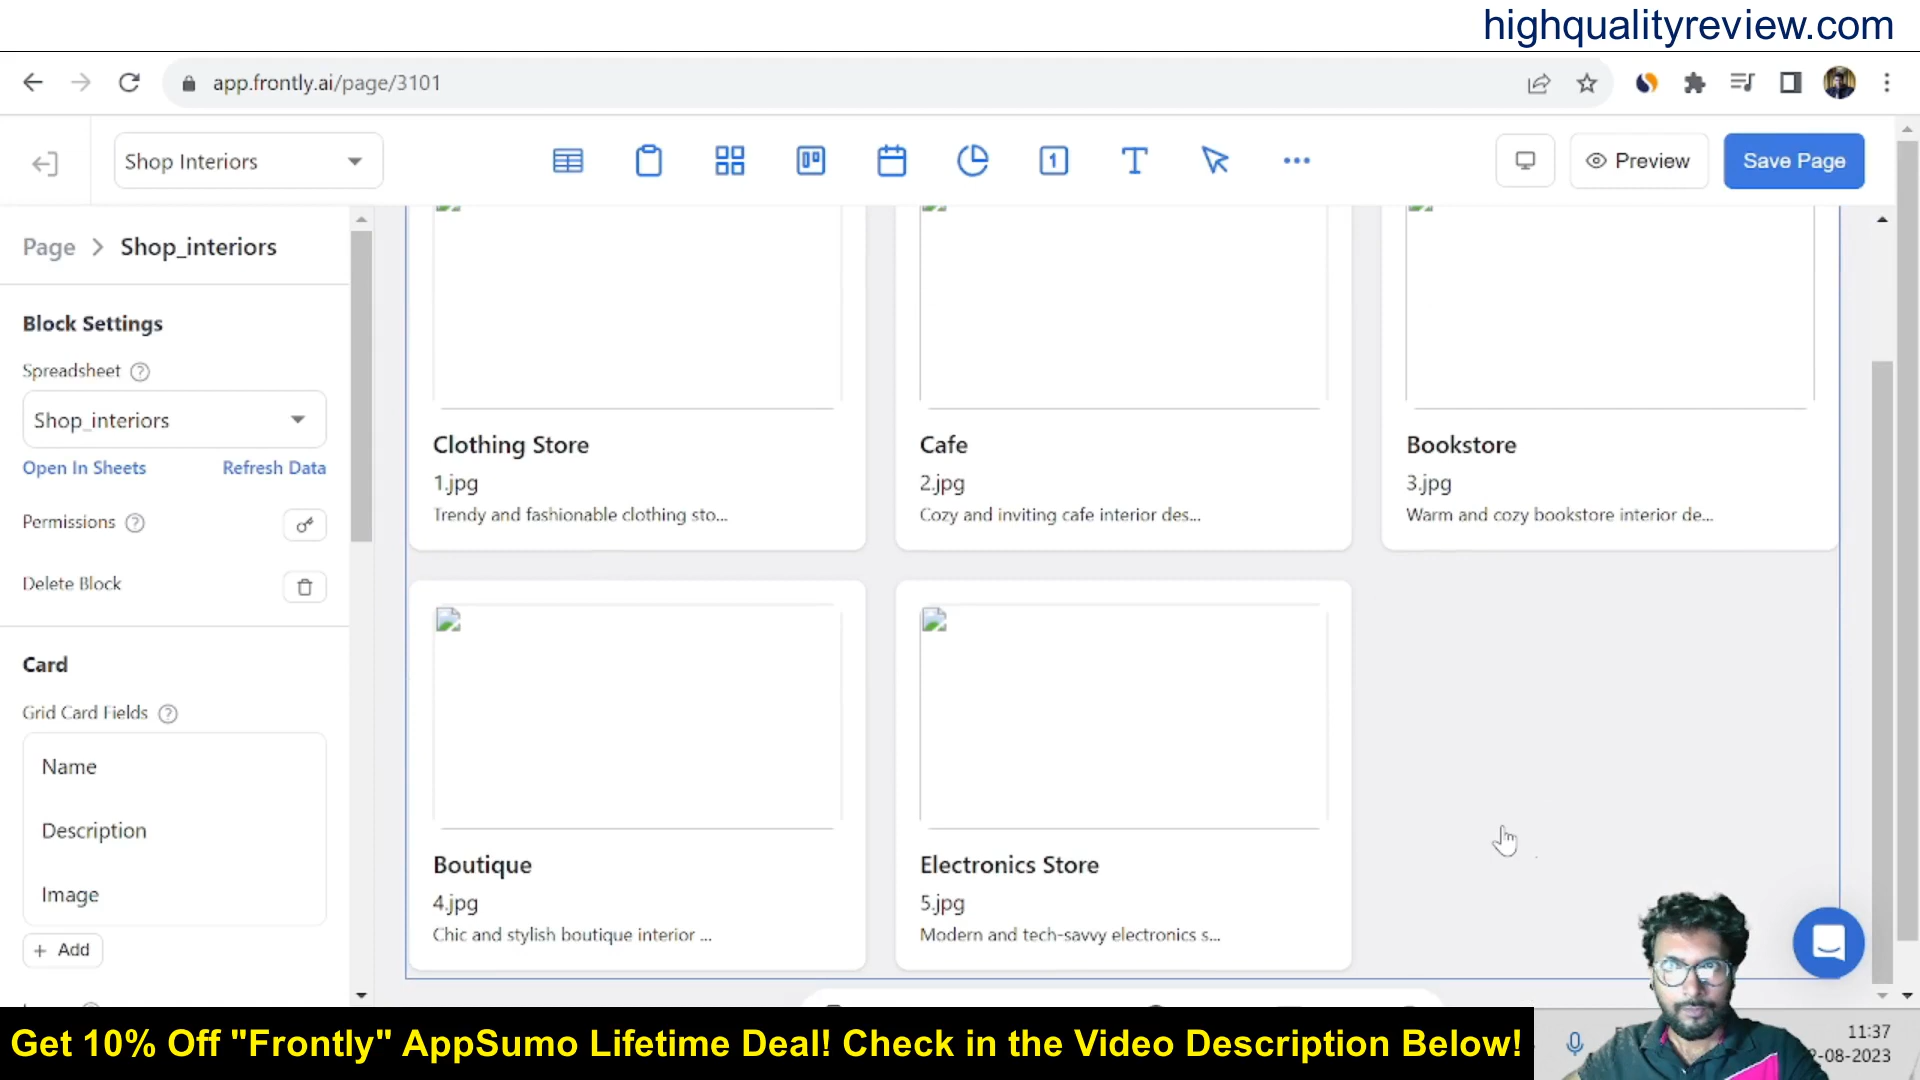 highqualityreview.com
app.frontly.ai/page/3101
Shop Interiors
1
Preview
Save Page
Page > Shop_interiors
Block Settings
Spreadsheet ?
Shop_interiors
Open In Sheets
Refresh Data
Permissions ?
Delete Block
Card
Grid Card Fields ?
Name
Description
Image
+ Add
Clothing Store
1.jpg
Trendy and fashionable clothing sto...
Cafe
2.jpg
Cozy and inviting cafe interior des...
Bookstore
3.jpg
Warm and cozy bookstore interior de...
Boutique
4.jpg
Chic and stylish boutique interior ...
Electronics Store
5.jpg
Modern and tech-savvy electronics s...
Get 10% Off "Frontly" AppSumo Lifetime Deal! Check in the Video Description Below!
11:37
-08-2023